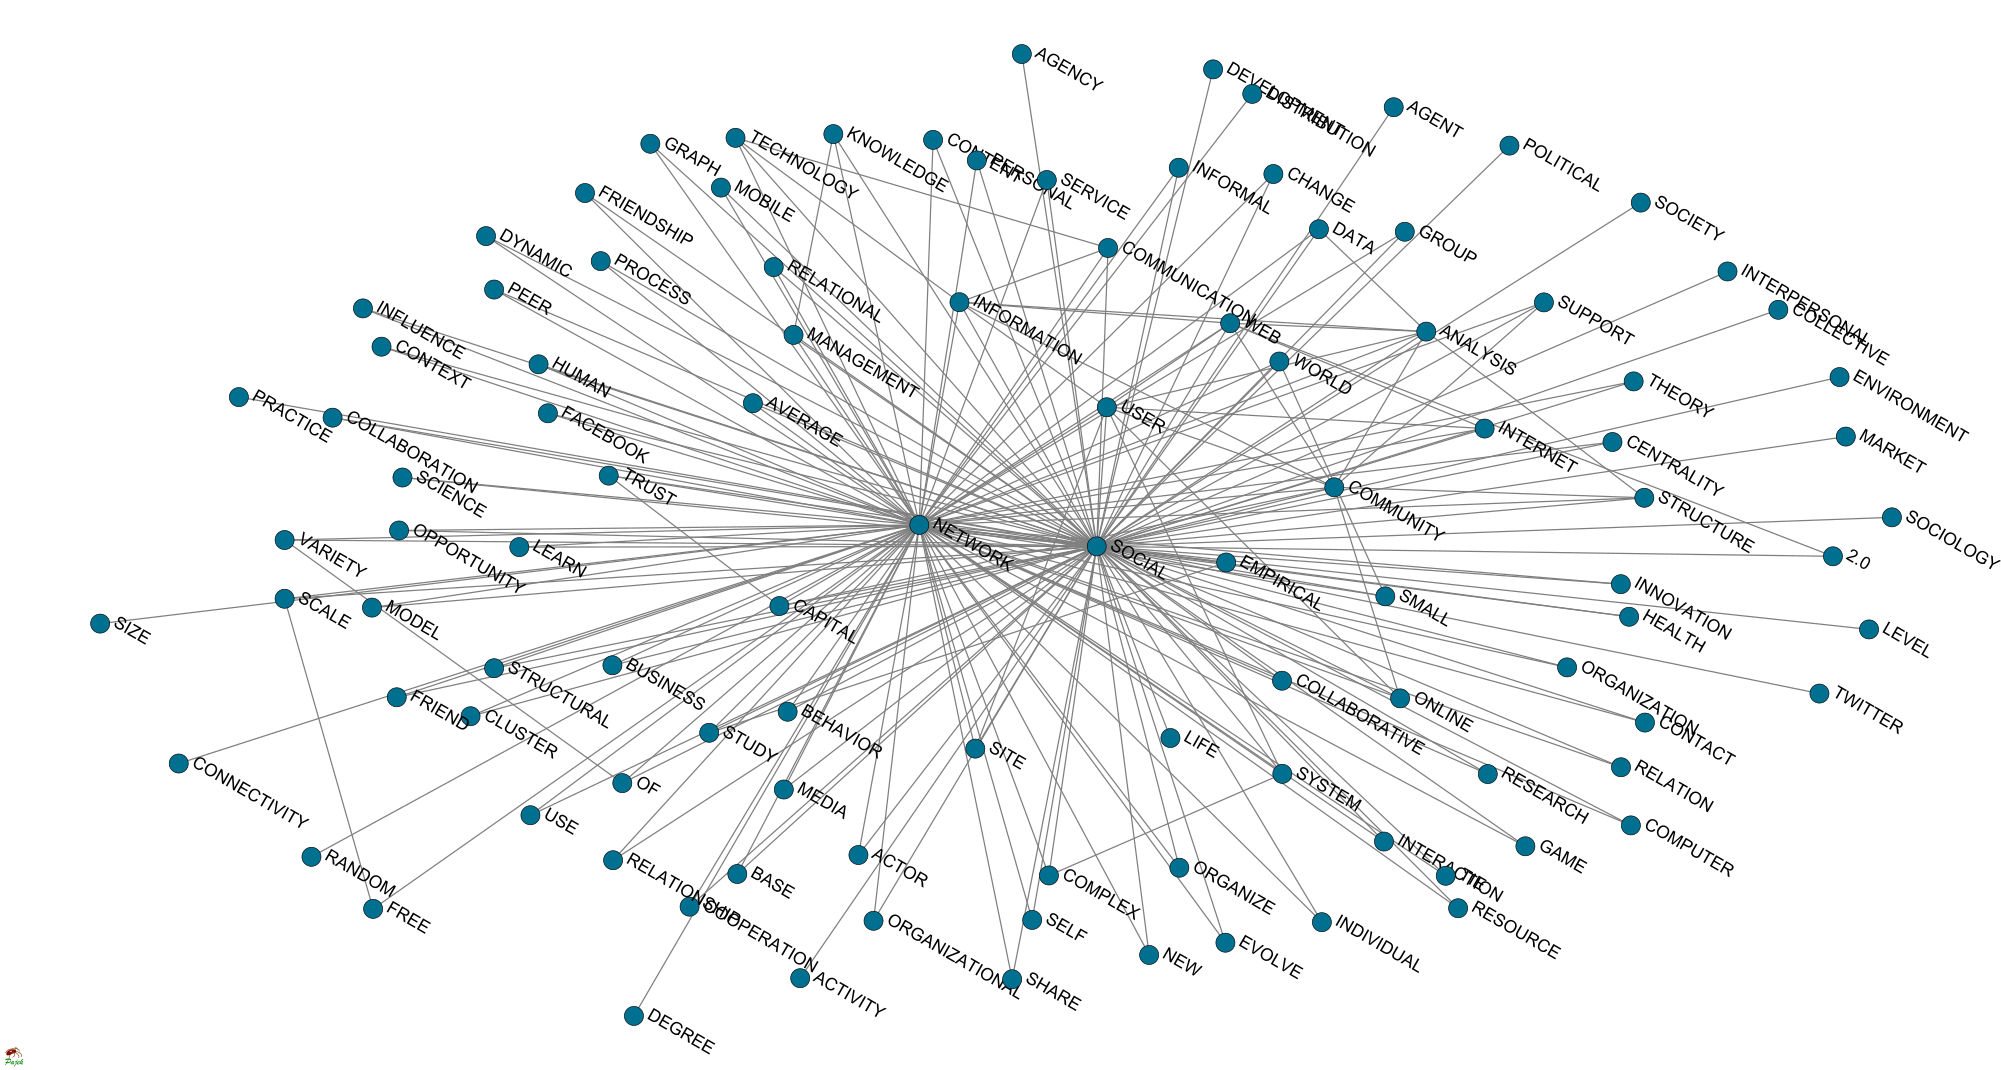 AGENCY
DEVELOPMENT
DISTRIBUTION
AGENT
POLITICAL
KNOWLEDGE
TECHNOLOGY
CONTENT
GRAPH
PERSONAL
INFORMAL
CHANGE
SERVICE
MOBILE
FRIENDSHIP
SOCIETY
DATA
GROUP
DYNAMIC
COMMUNICATION
PROCESS
RELATIONAL
INTERPERSONAL
PEER
INFORMATION
SUPPORT
INFLUENCE
COLLECTIVE
WEB
ANALYSIS
MANAGEMENT
CONTEXT
WORLD
HUMAN
ENVIRONMENT
THEORY
PRACTICE
AVERAGE
USER
FACEBOOK
COLLABORATION
INTERNET
MARKET
CENTRALITY
TRUST
SCIENCE
COMMUNITY
STRUCTURE
SOCIOLOGY
NETWORK
OPPORTUNITY
VARIETY
LEARN
SOCIAL
2.0
EMPIRICAL
INNOVATION
SMALL
SCALE
CAPITAL
MODEL
HEALTH
SIZE
LEVEL
BUSINESS
ORGANIZATION
STRUCTURAL
COLLABORATIVE
TWITTER
FRIEND
ONLINE
BEHAVIOR
CLUSTER
CONTACT
STUDY
LIFE
SITE
CONNECTIVITY
RELATION
SYSTEM
RESEARCH
OF
MEDIA
USE
COMPUTER
INTERACTION
GAME
ACTOR
RANDOM
RELATIONSHIP
ORGANIZE
BASE
COMPLEX
TIE
COOPERATION
FREE
RESOURCE
SELF
ORGANIZATIONAL
INDIVIDUAL
EVOLVE
NEW
ACTIVITY
SHARE
DEGREE
Pajek